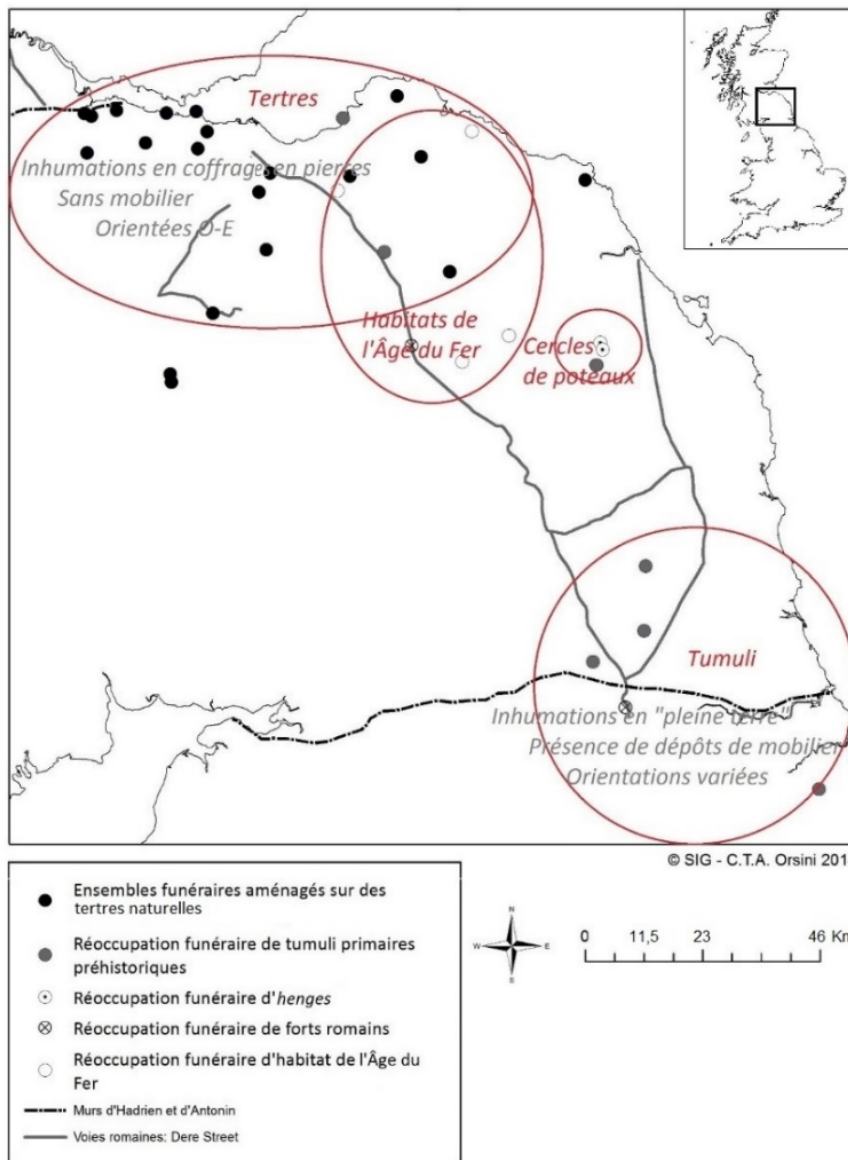 Tertres
Inhumations en coffrages en pierres
Sans mobilier
Orientées O-E
Habitats de
l'Âge du Fer
Cercles
de poteaux
Tumuli
Inhumations en "pleine terre"
Présence de dépôts de mobilier
Orientations variées
© SIG - C.T.A. Orsini 201
Ensembles funéraires aménagés sur des
tertres naturelles
Réoccupation funéraire de tumuli primaires
préhistoriques
Réoccupation funéraire d'henges
Réoccupation funéraire de forts romains
Réoccupation funéraire d'habitat de l'Âge du
Fer
Murs d'Hadrien et d'Antonin
Voies romaines: Dere Street
N
W E
S
0 11,5 23 46 Km